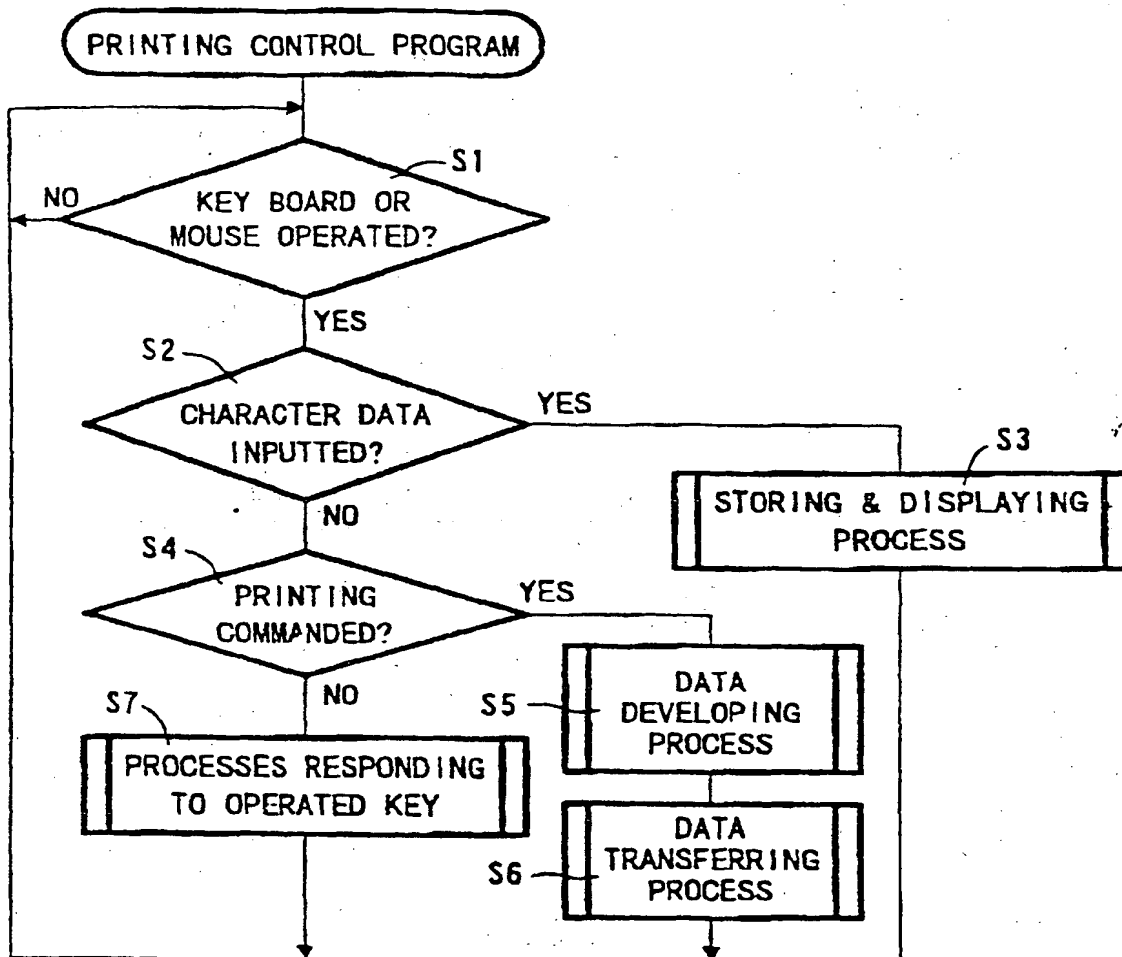 PRINTING CONTROL PROGRAM
S1
NO
KEY BOARD OR
MOUSE OPERATED?
YES
S2
CHARACTER DATA
INPUTTED?
YES
S3
STORING & DISPLAYING
PROCESS
NO
S4
PRINTING
COMMANDED?
YES
NO
S5
DATA
DEVELOPING
PROCESS
S7
PROCESSES RESPONDING
TO OPERATED KEY
S6
DATA
TRANSFERRING
PROCESS